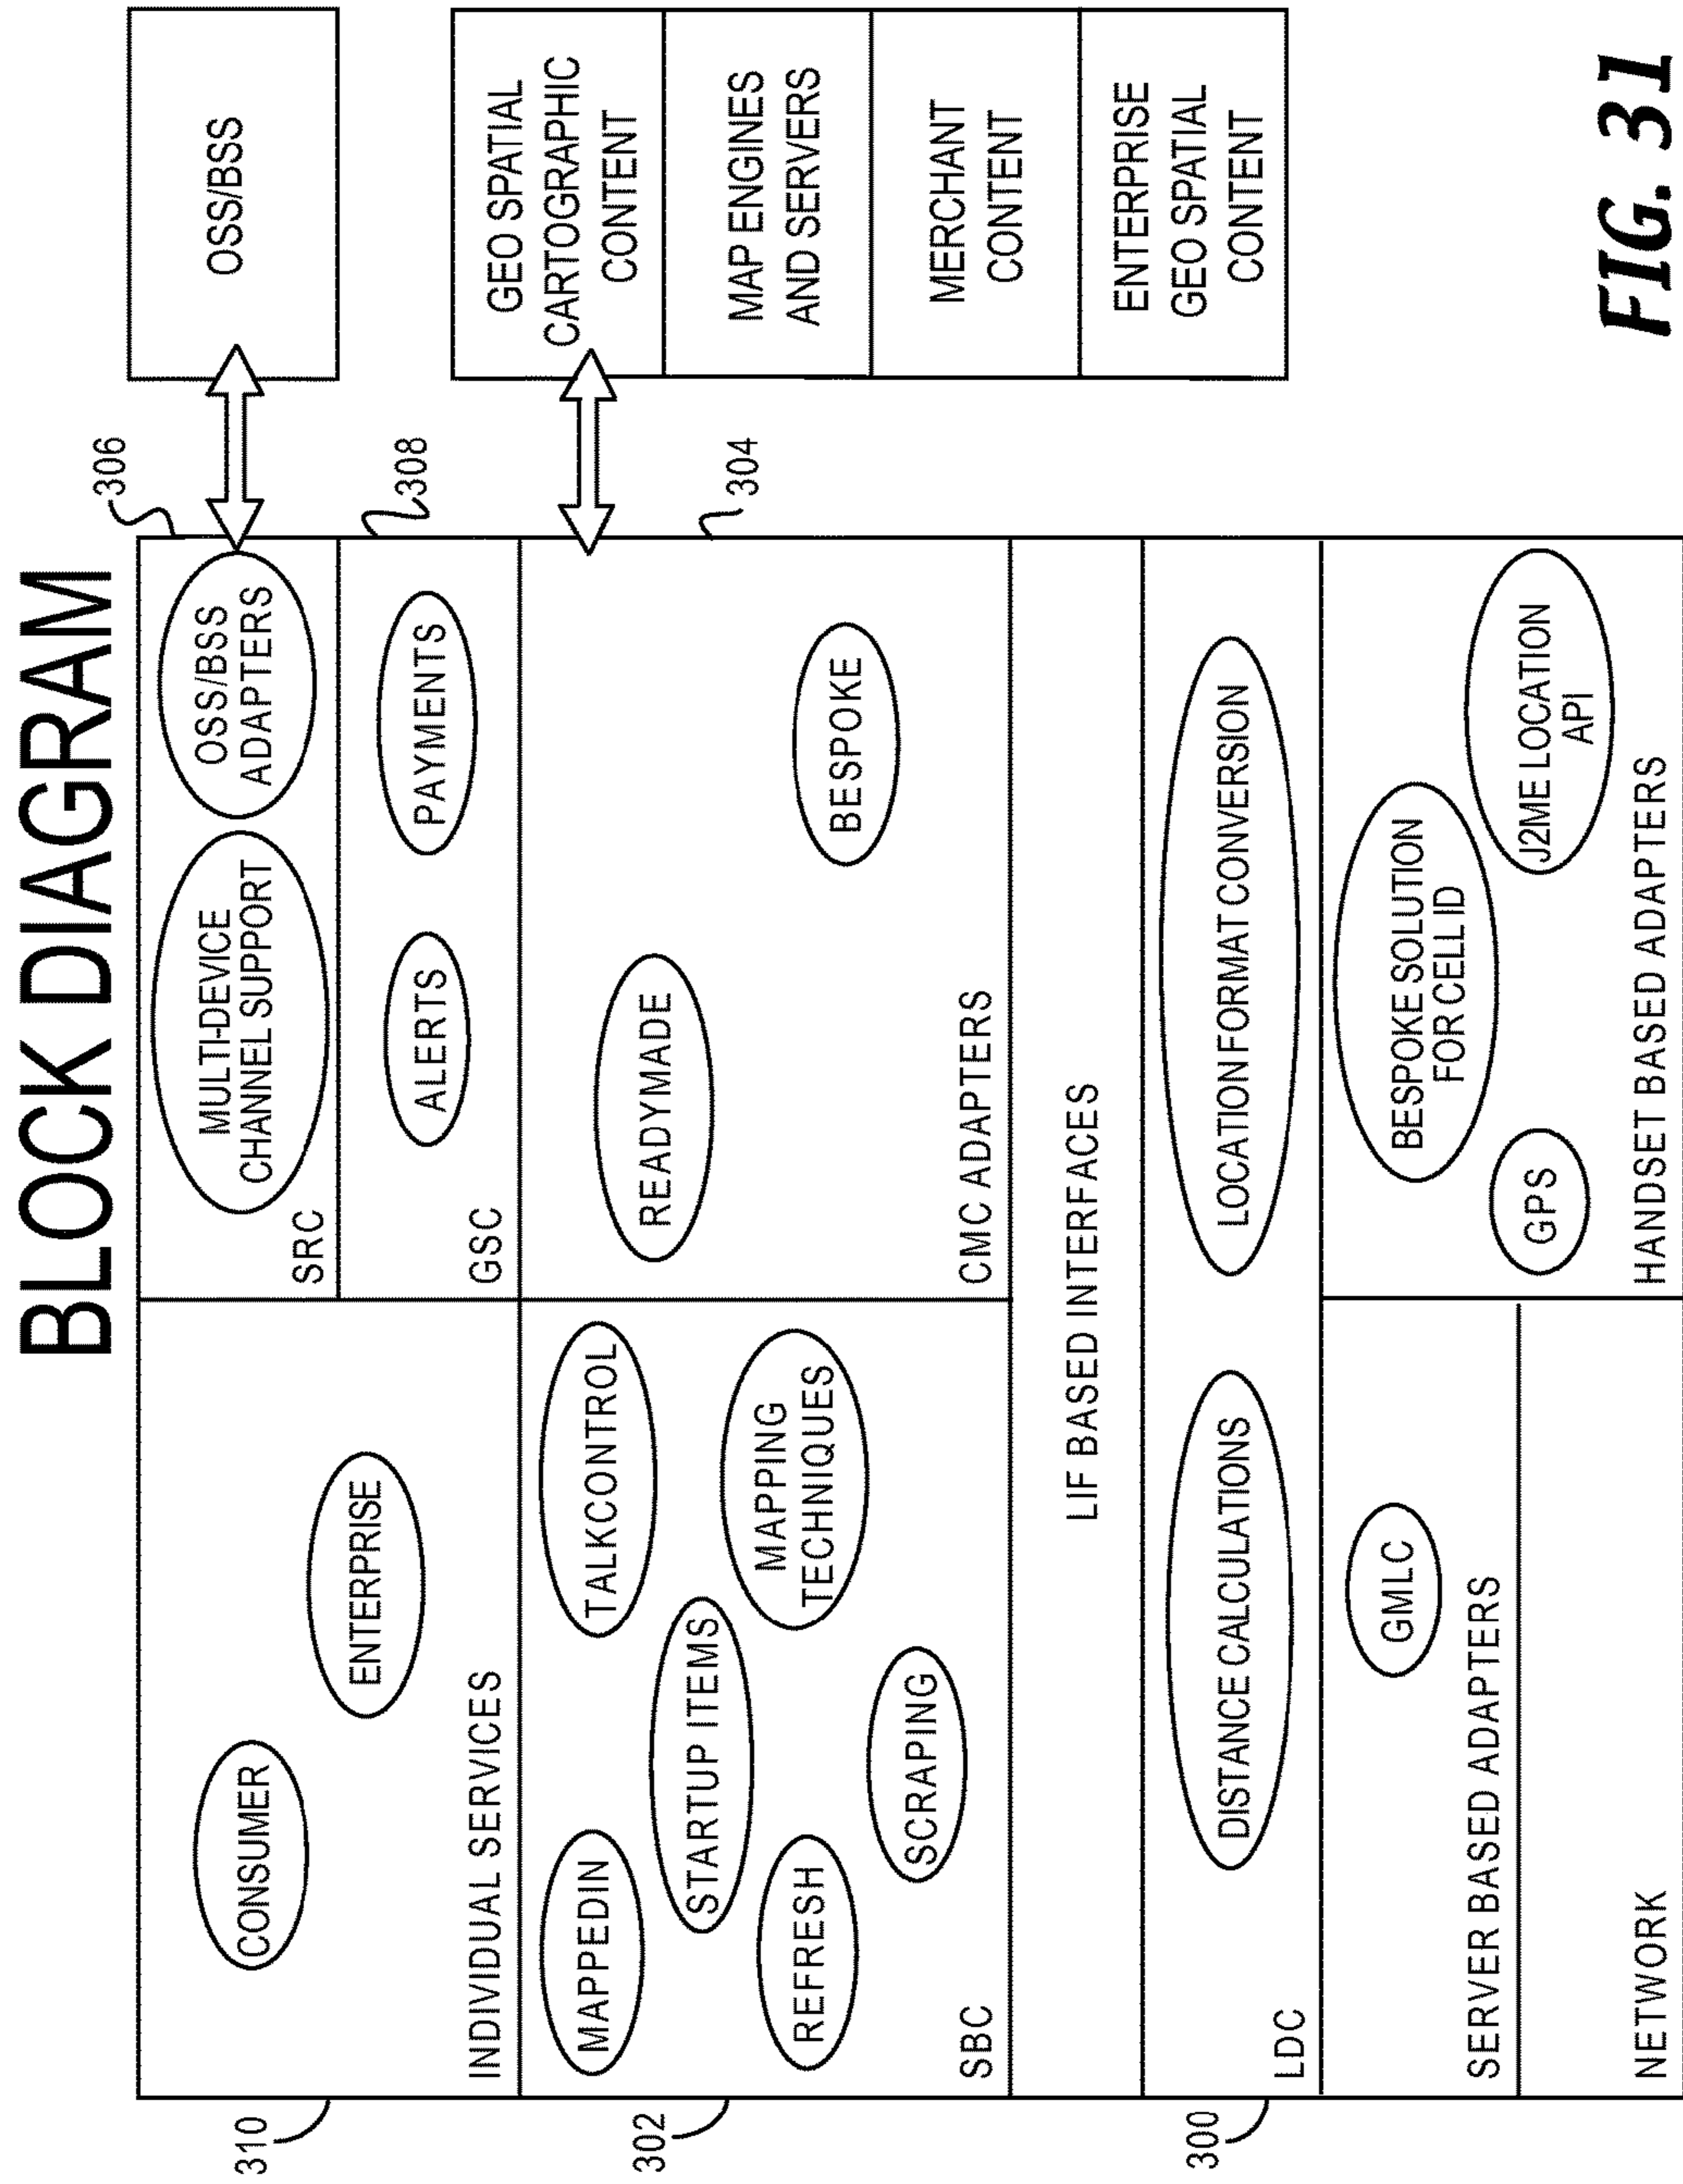 BLOCK DIAGRAM
310
CONSUMER
ENTERPRISE
INDIVIDUAL SERVICES
MULTI-DEVICE
CHANNEL SUPPORT
OSS/BSS
ADAPTERS
SRC
306
OSS/BSS
ALERTS
PAYMENTS
GSC
308
302
MAPPEDIN
TALKCONTROL
STARTUP ITEMS
REFRESH
MAPPING
TECHNIQUES
SCRAPING
SBC
READYMADE
BESPOKE
CMC ADAPTERS
304
GEO SPATIAL
CARTOGRAPHIC
CONTENT
MAP ENGINES
AND SERVERS
MERCHANT
CONTENT
ENTERPRISE
GEO SPATIAL
CONTENT
LIF BASED INTERFACES
300
DISTANCE CALCULATIONS
LOCATION FORMAT CONVERSION
LDC
GMLC
SERVER BASED ADAPTERS
NETWORK
BESPOKE SOLUTION
FOR CELL ID
GPS
J2ME LOCATION
API
HANDSET BASED ADAPTERS
FIG. 31